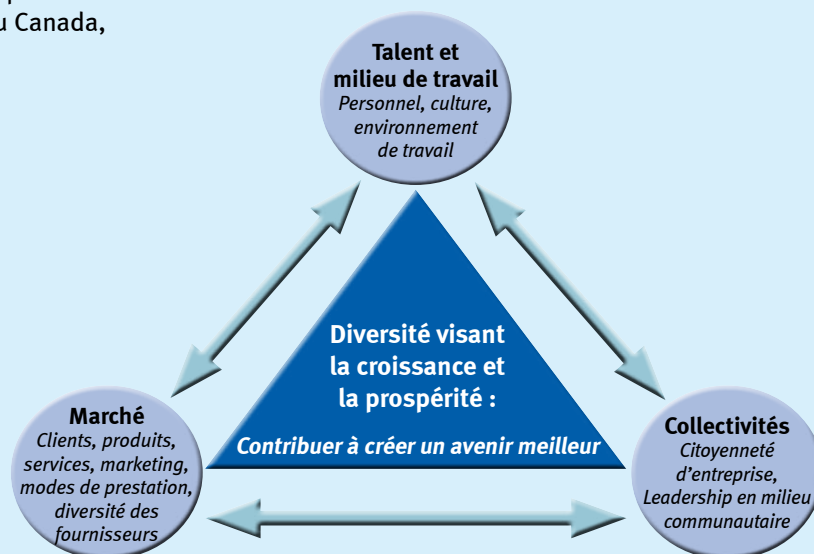 u Canada,
Talent et
milieu de travail
Personnel, culture,
environnement
de travail
Diversité visant
la croissance et
la prospérité :
Contribuer à créer un avenir meilleur
Marché
Clients, produits,
services, marketing,
modes de prestation,
diversité des
fournisseurs
Collectivités
Citoyenneté
d’entreprise,
Leadership en milieu
communautaire